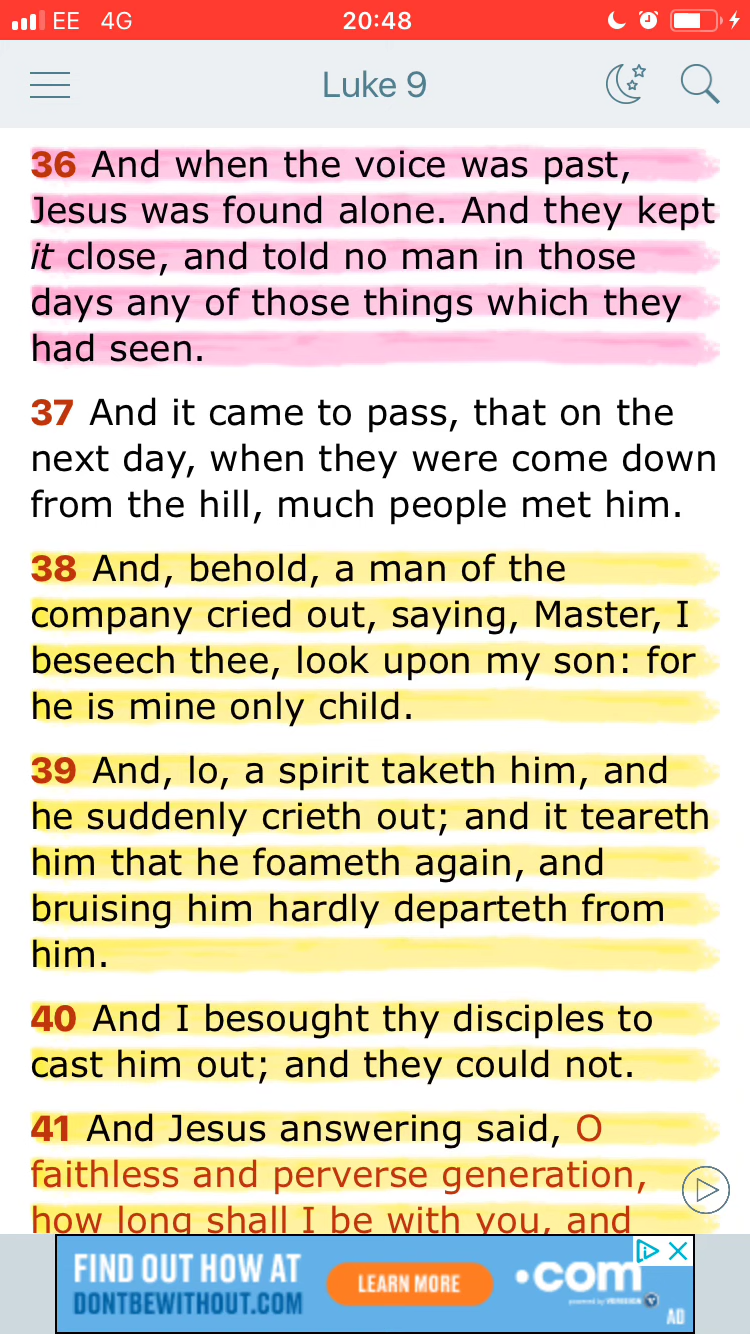 EE 4G 20:48
Luke 9
36 And when the voice was past,
Jesus was found alone. And they kept
it close, and told no man in those
days any of those things which they
had seen.
37 And it came to pass, that on the
next day, when they were come down
from the hill, much people met him.
38 And, behold, a man of the
company cried out, saying, Master, I
beseech thee, look upon my son: for
he is mine only child.
39 And, lo, a spirit taketh him, and
he suddenly crieth out; and it teareth
him that he foameth again, and
bruising him hardly departeth from
him.
40 And I besought thy disciples to
cast him out; and they could not.
41 And Jesus answering said, O
faithless and perverse generation,
how long shall I be with you, and
FIND OUT HOW AT
DONTBEWITHOUT.COM
LEARN MORE
.com
powered by VERISIGN
AD